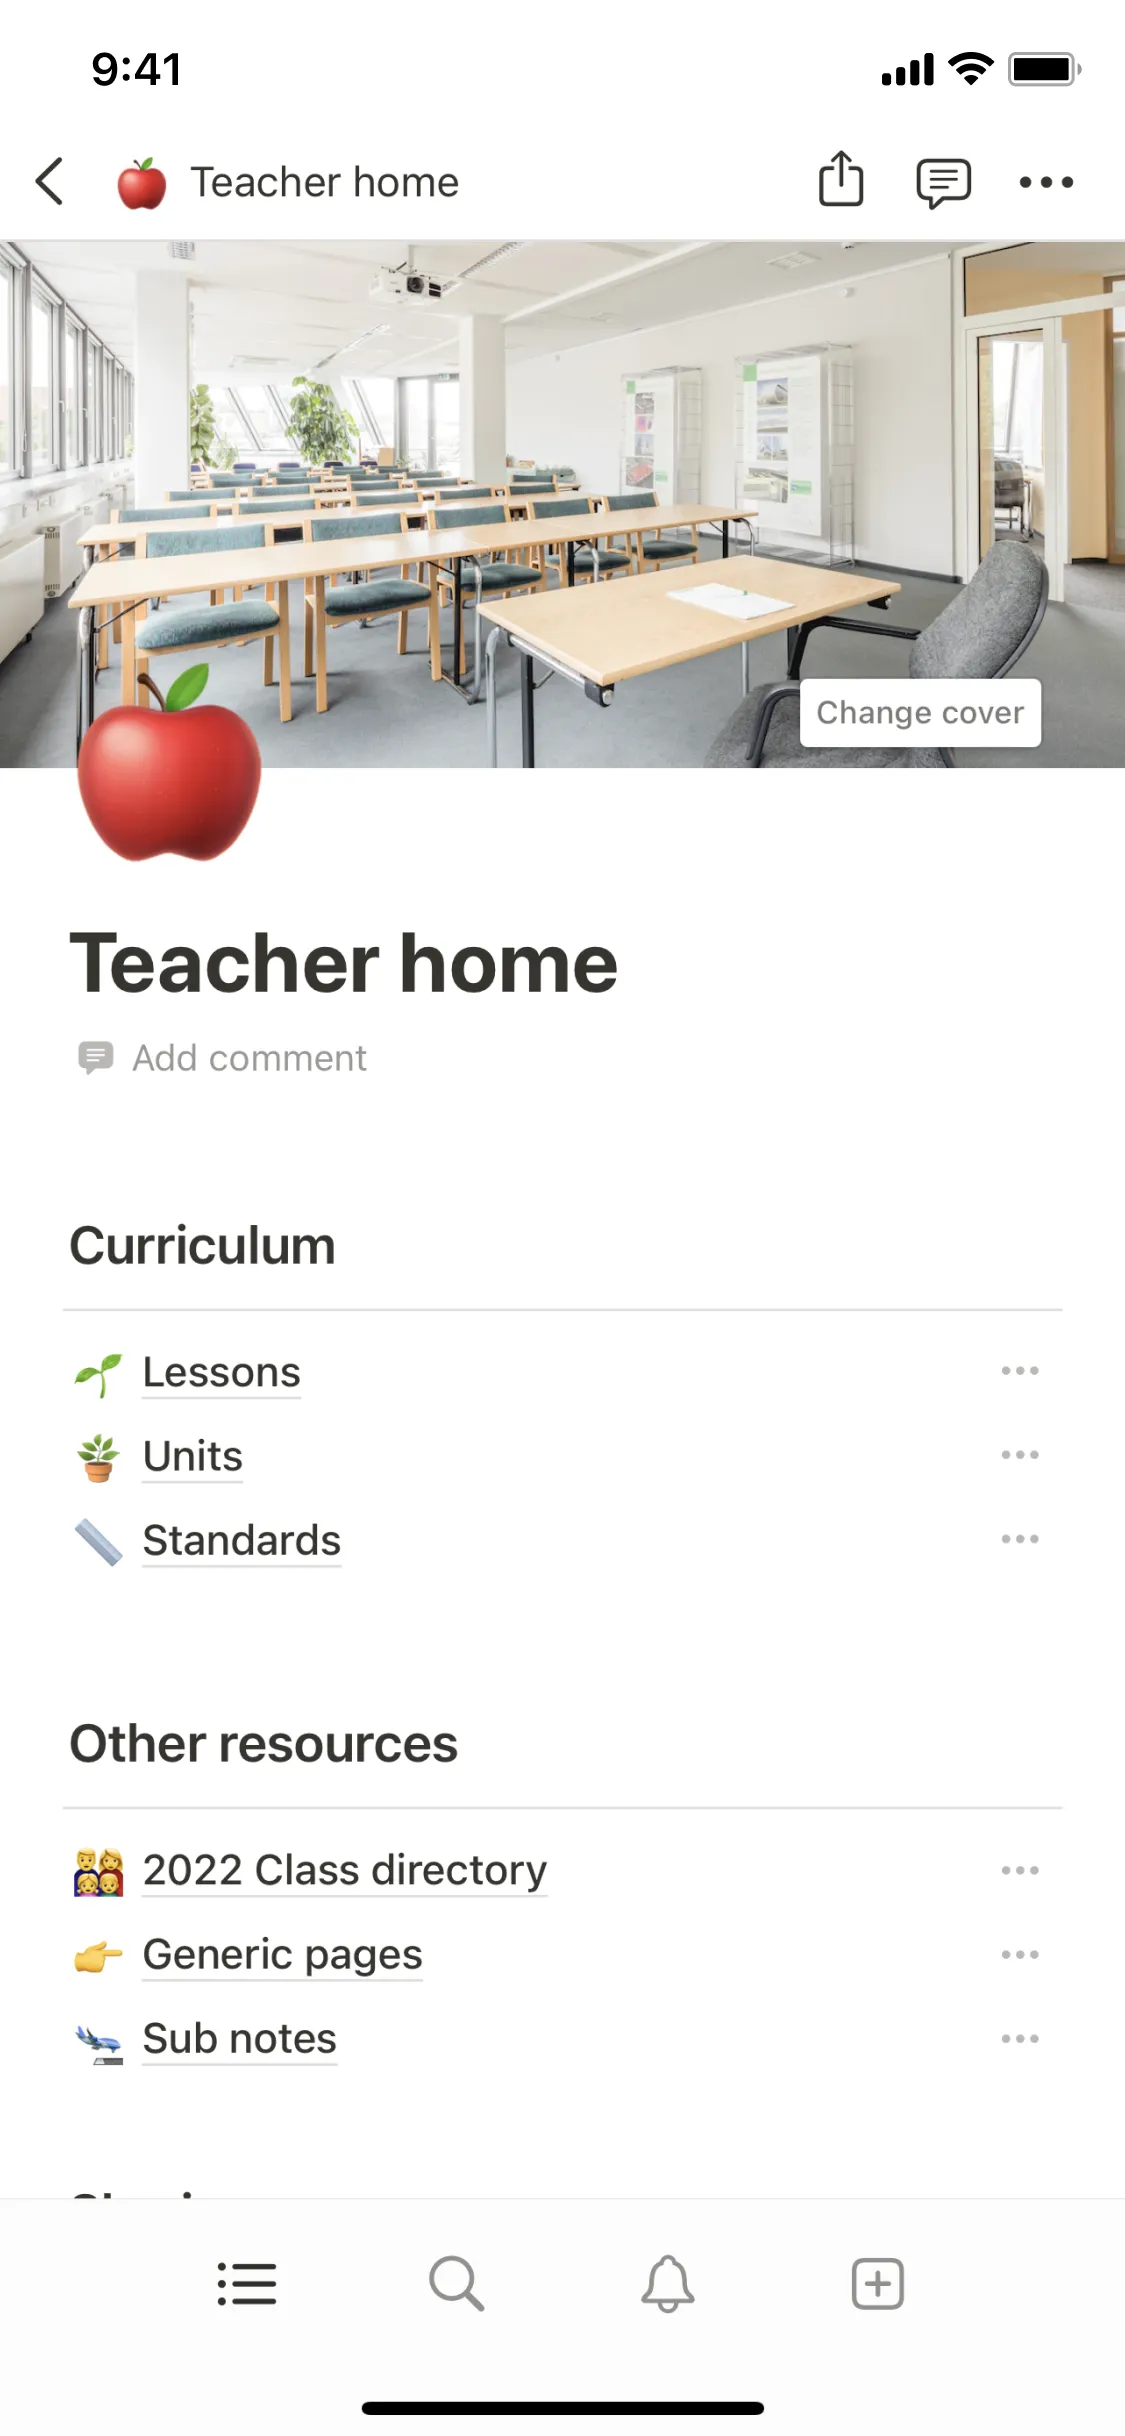 9:41
Teacher home
Change cover
Teacher home
Add comment
Curriculum
Lessons
Units
Standards
Other resources
2022 Class directory
Generic pages
Sub notes